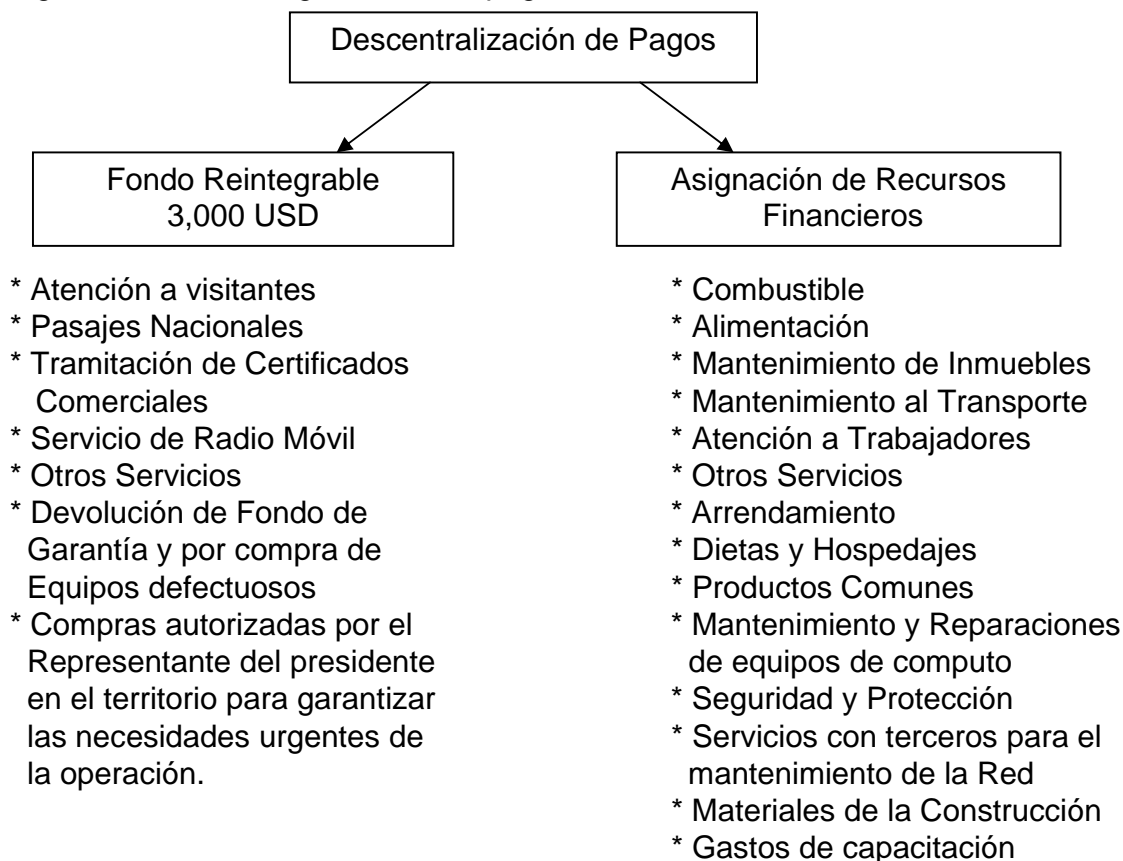 Descentralización de Pagos
Fondo Reintegrable
3,000 USD
* Atención a visitantes
* Pasajes Nacionales
* Tramitación de Certificados
Comerciales
* Servicio de Radio Móvil
* Otros Servicios
* Devolución de Fondo de
Garantía y por compra de
Equipos defectuosos
* Compras autorizadas por el
Representante del presidente
en el territorio para garantizar
las necesidades urgentes de
la operación.
Asignación de Recursos
Financieros
* Combustible
* Alimentación
* Mantenimiento de Inmuebles
* Mantenimiento al Transporte
* Atención a Trabajadores
* Otros Servicios
* Arrendamiento
* Dietas y Hospedajes
* Productos Comunes
* Mantenimiento y Reparaciones
de equipos de computo
* Seguridad y Protección
* Servicios con terceros para el
mantenimiento de la Red
* Materiales de la Construcción
* Gastos de capacitación